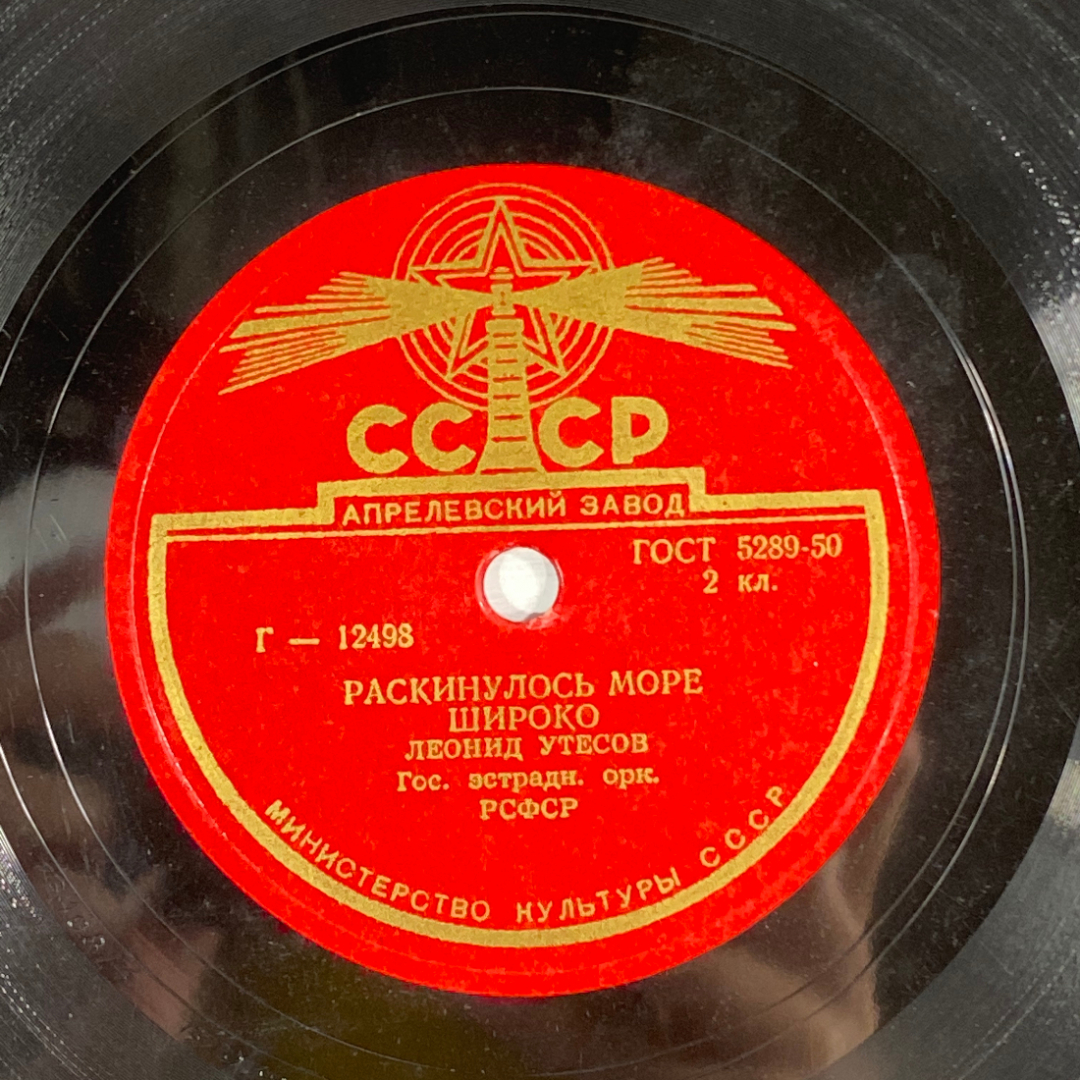 СССР
АПРЕЛЕВСКИЙ ЗАВОД
ГОСТ 5289-50
2 кл.
Г — 12498
РАСКИНУЛОСЬ МОРЕ
ШИРОКО
ЛЕОНИД УТЕСОВ
Гос. эстрадн. орк.
РСФСР
МИНИСТЕРСТВО КУЛЬТУРЫ СССР